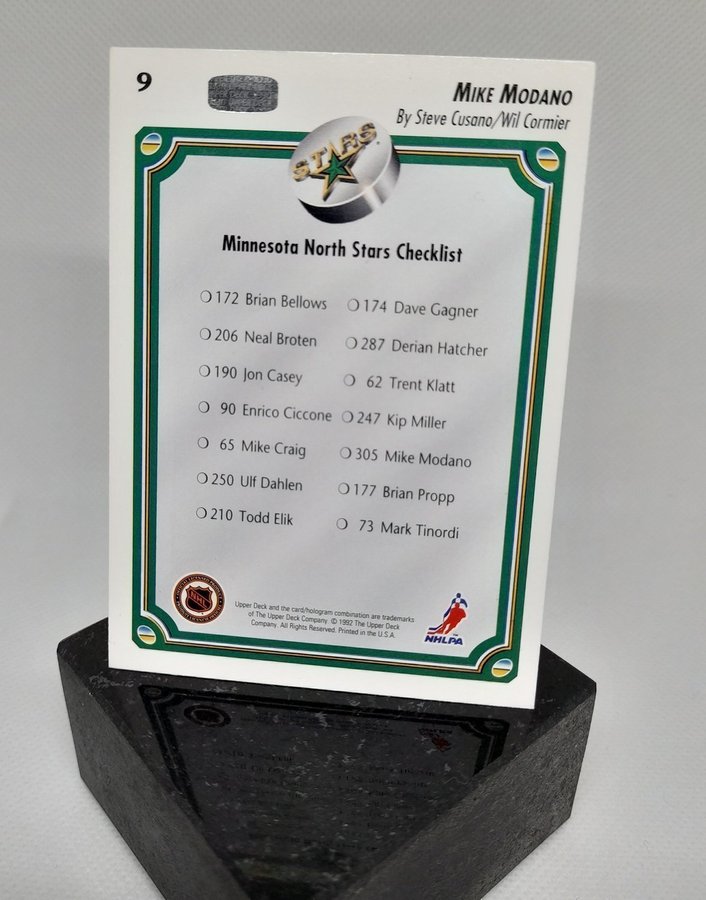 9
MIKE MODANO
By Steve Cusano/Wil Cormier
STARS
Minnesota North Stars Checklist
172 Brian Bellows
206 Neal Broten
190 Jon Casey
90 Enrico Ciccone
65 Mike Craig
250 Ulf Dahlen
210 Todd Elik
174 Dave Gagner
287 Derian Hatcher
62 Trent Klatt
247 Kip Miller
305 Mike Modano
177 Brian Propp
73 Mark Tinordi
NHL
Upper Deck and the card/hologram combination are trademarks
of The Upper Deck Company. © 1992 The Upper Deck
Company. All Rights Reserved. Printed in the U.S.A.
NHLPA